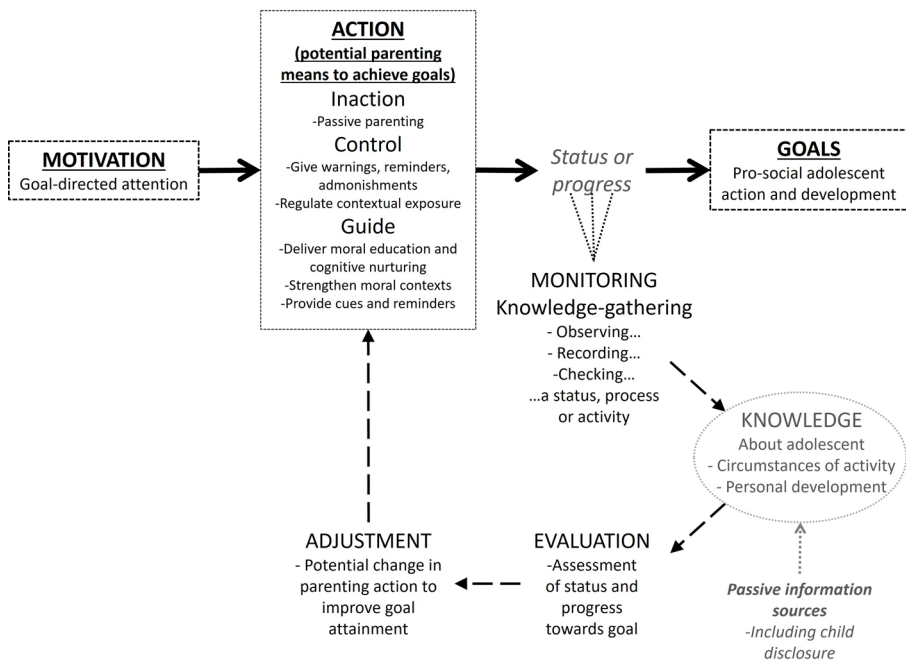 MOTIVATION
Goal-directed attention
ACTION
(potential parenting
means to achieve goals)
Inaction
-Passive parenting
Control
-Give warnings, reminders,
admonishments
-Regulate contextual exposure
Guide
-Deliver moral education and
cognitive nurturing
-Strengthen moral contexts
-Provide cues and reminders
Status or
progress
GOALS
Pro-social adolescent
action and development
MONITORING
Knowledge-gathering
- Observing...
- Recording...
-Checking...
...a status, process
or activity
KNOWLEDGE
About adolescent
- Circumstances of activity
- Personal development
Passive information
sources
-Including child
disclosure
EVALUATION
-Assessment
of status and
progress
towards goal
ADJUSTMENT
- Potential change in
parenting action to
improve goal
attainment